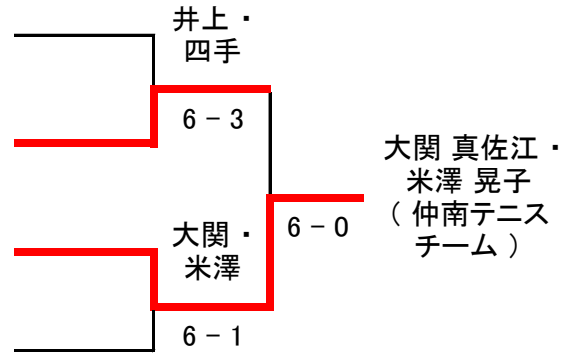 井上・
四手
6 − 3
大関・
米澤
6 − 1
6 − 0
大関 真佐江・
米澤 晃子
( 仲南テニス
チーム )